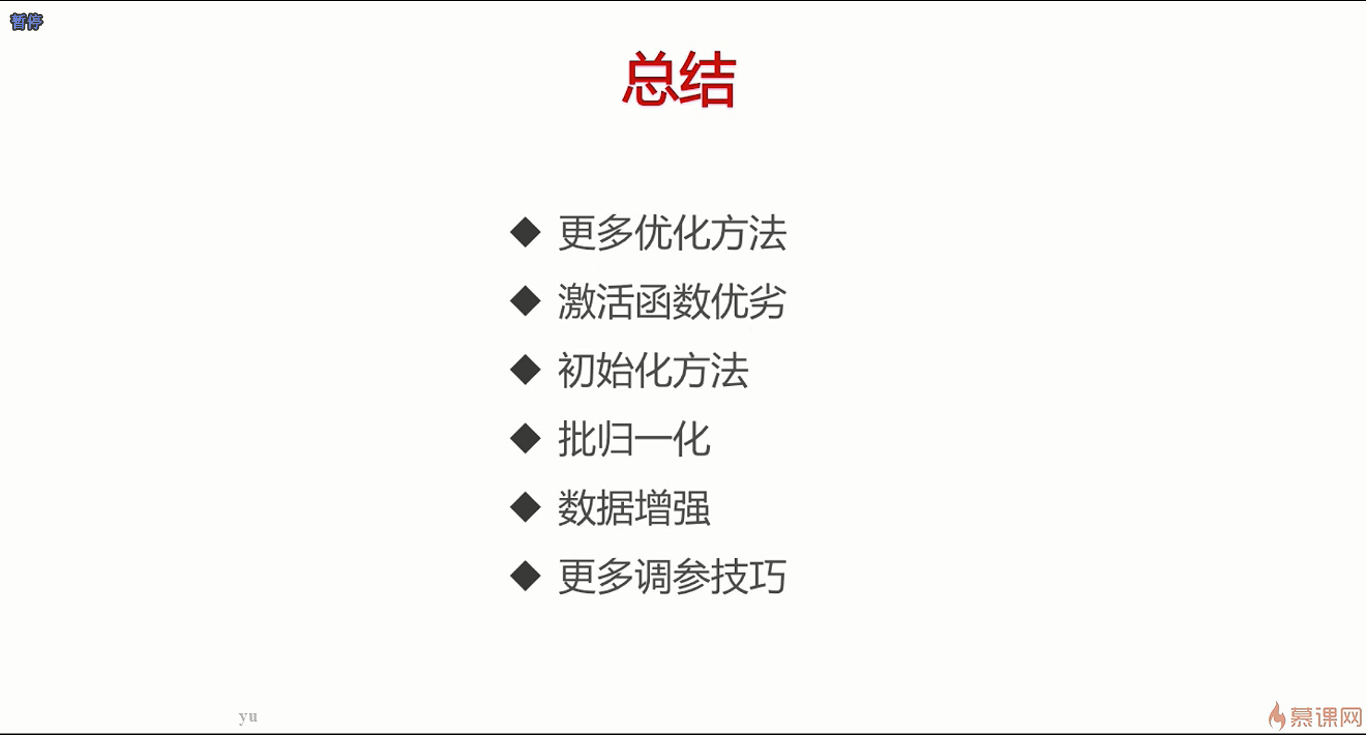 暂停
总结
◆ 更多优化方法
◆ 激活函数优劣
◆ 初始化方法
◆ 批归一化
◆ 数据增强
◆ 更多调参技巧
yu
慕课网